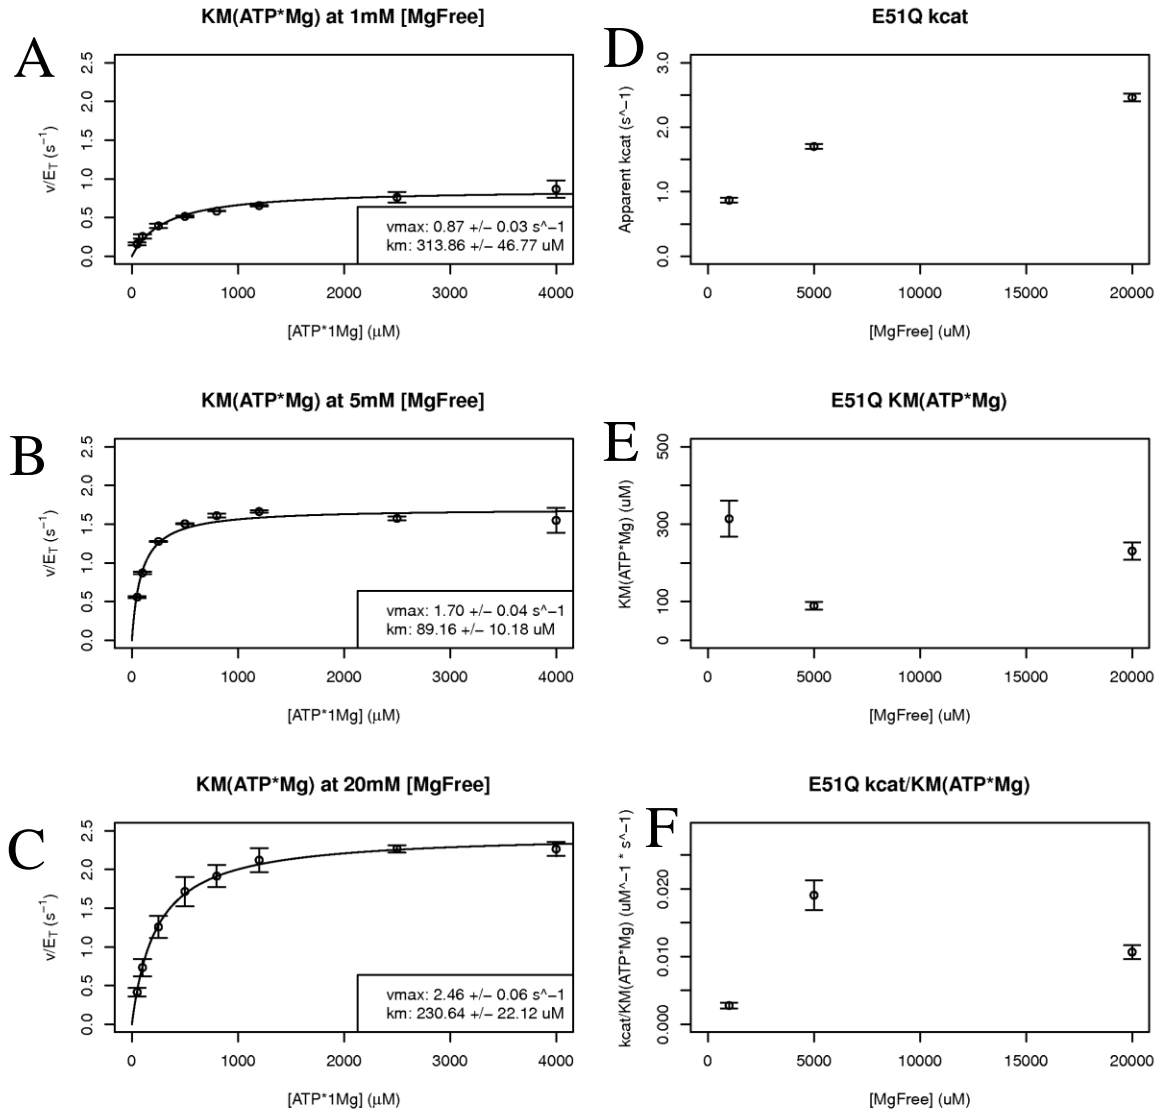 A
KM(ATP*Mg) at 1mM [MgFree]
v/E_T (s⁻¹)
2.5
2.0
1.5
1.0
0.5
0.0
vmax: 0.87 +/− 0.03 s^−1
km: 313.86 +/− 46.77 uM
0 1000 2000 3000 4000
[ATP*1Mg] (μM)
D
E51Q kcat
Apparent kcat (s^−1)
3.0
2.0
1.0
0.0
0 5000 10000 15000 20000
[MgFree] (uM)
B
KM(ATP*Mg) at 5mM [MgFree]
v/E_T (s⁻¹)
2.5
2.0
1.5
1.0
0.5
0.0
vmax: 1.70 +/− 0.04 s^−1
km: 89.16 +/− 10.18 uM
0 1000 2000 3000 4000
[ATP*1Mg] (μM)
E
E51Q KM(ATP*Mg)
KM(ATP*Mg) (uM)
500
300
100
0
0 5000 10000 15000 20000
[MgFree] (uM)
C
KM(ATP*Mg) at 20mM [MgFree]
v/E_T (s⁻¹)
2.5
2.0
1.5
1.0
0.5
0.0
vmax: 2.46 +/− 0.06 s^−1
km: 230.64 +/− 22.12 uM
0 1000 2000 3000 4000
[ATP*1Mg] (μM)
F
E51Q kcat/KM(ATP*Mg)
kcat/KM(ATP*Mg) (uM^−1 * s^−1)
0.020
0.010
0.000
0 5000 10000 15000 20000
[MgFree] (uM)